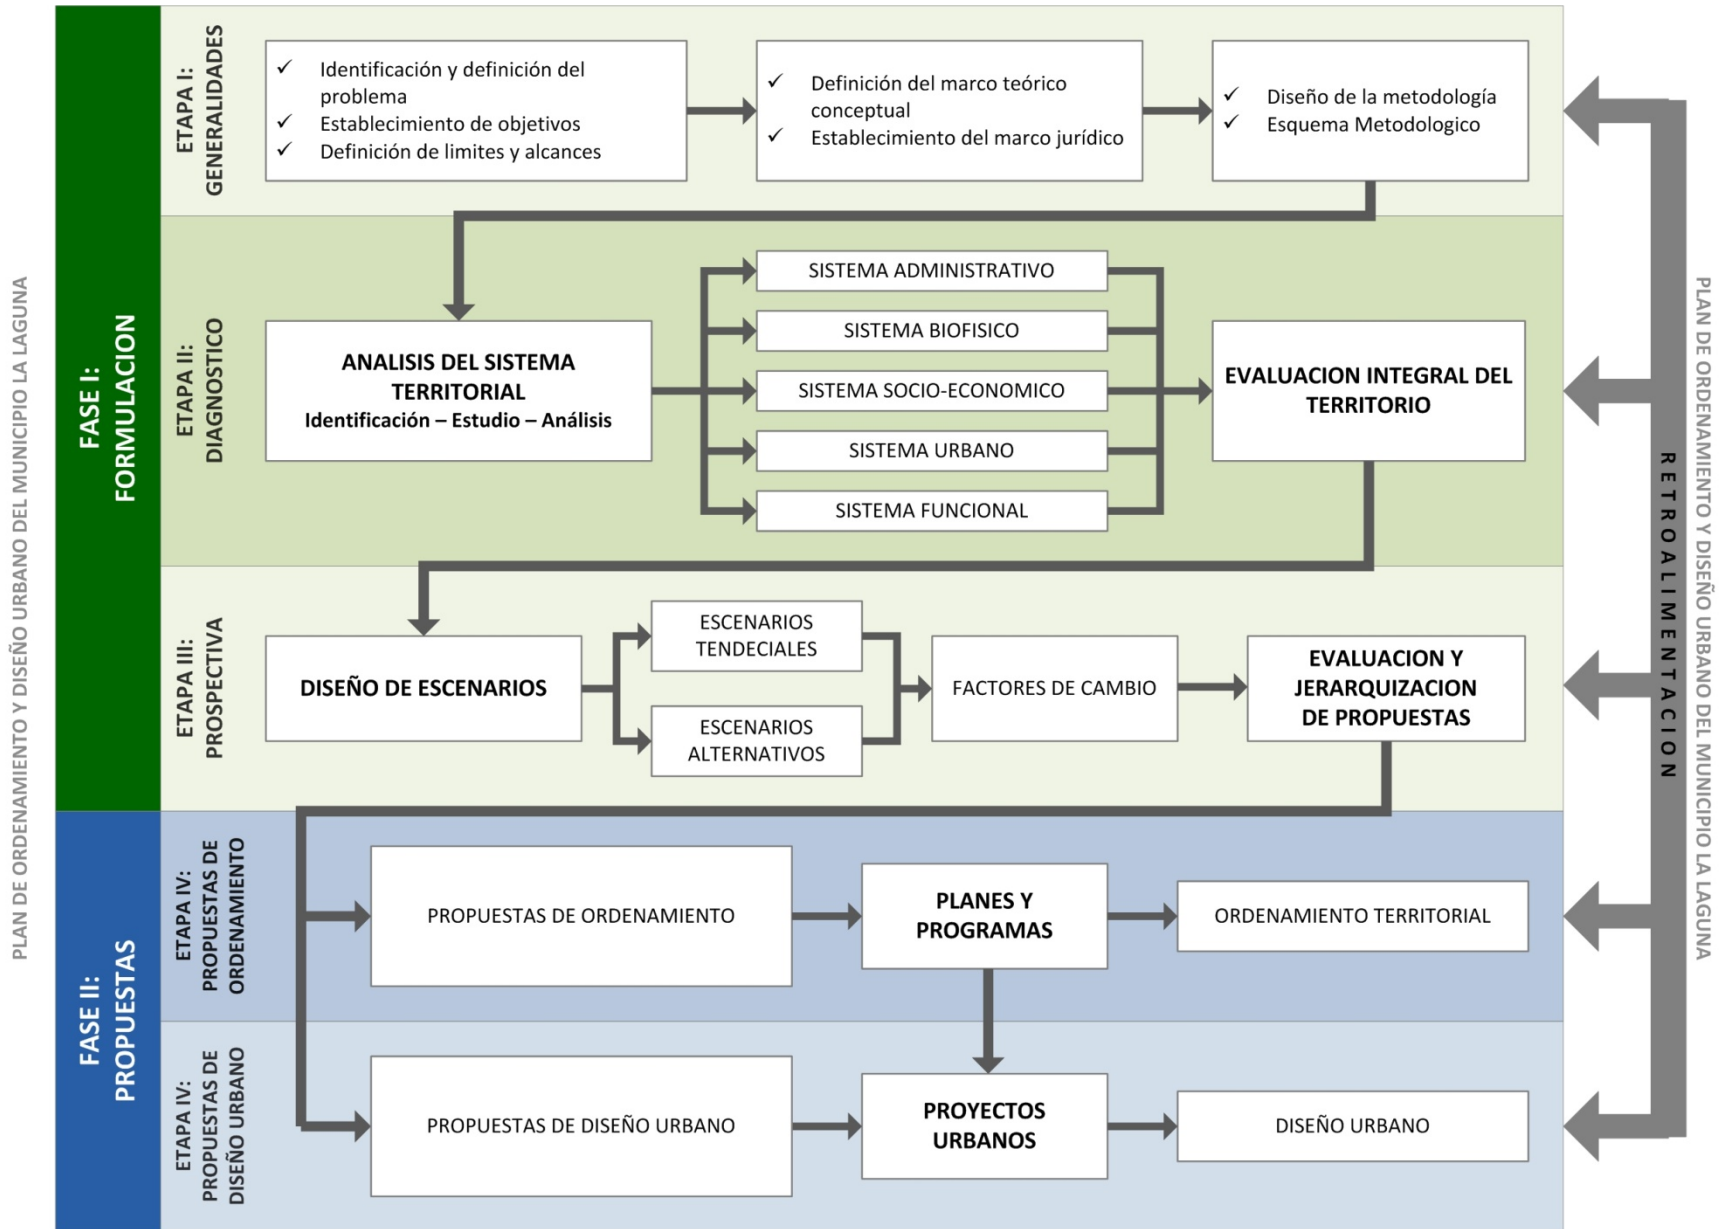 PLAN DE ORDENAMIENTO Y DISEÑO URBANO DEL MUNICIPIO LA LAGUNA
FASE I:
FORMULACION
ETAPA I:
GENERALIDADES
✓ Identificación y definición del
problema
✓ Establecimiento de objetivos
✓ Definición de limites y alcances
✓ Definición del marco teórico
conceptual
✓ Establecimiento del marco jurídico
✓ Diseño de la metodología
✓ Esquema Metodologico
ETAPA II:
DIAGNOSTICO
ANALISIS DEL SISTEMA
TERRITORIAL
Identificación – Estudio – Análisis
SISTEMA ADMINISTRATIVO
SISTEMA BIOFISICO
SISTEMA SOCIO-ECONOMICO
SISTEMA URBANO
SISTEMA FUNCIONAL
EVALUACION INTEGRAL DEL
TERRITORIO
ETAPA III:
PROSPECTIVA
DISEÑO DE ESCENARIOS
ESCENARIOS
TENDECIALES
ESCENARIOS
ALTERNATIVOS
FACTORES DE CAMBIO
EVALUACION Y
JERARQUIZACION
DE PROPUESTAS
FASE II:
PROPUESTAS
ETAPA IV:
PROPUESTAS DE
ORDENAMIENTO
PROPUESTAS DE ORDENAMIENTO
PLANES Y
PROGRAMAS
ORDENAMIENTO TERRITORIAL
ETAPA IV:
PROPUESTAS DE
DISEÑO URBANO
PROPUESTAS DE DISEÑO URBANO
PROYECTOS
URBANOS
DISEÑO URBANO
RETROALIMENTACION
PLAN DE ORDENAMIENTO Y DISEÑO URBANO DEL MUNICIPIO LA LAGUNA